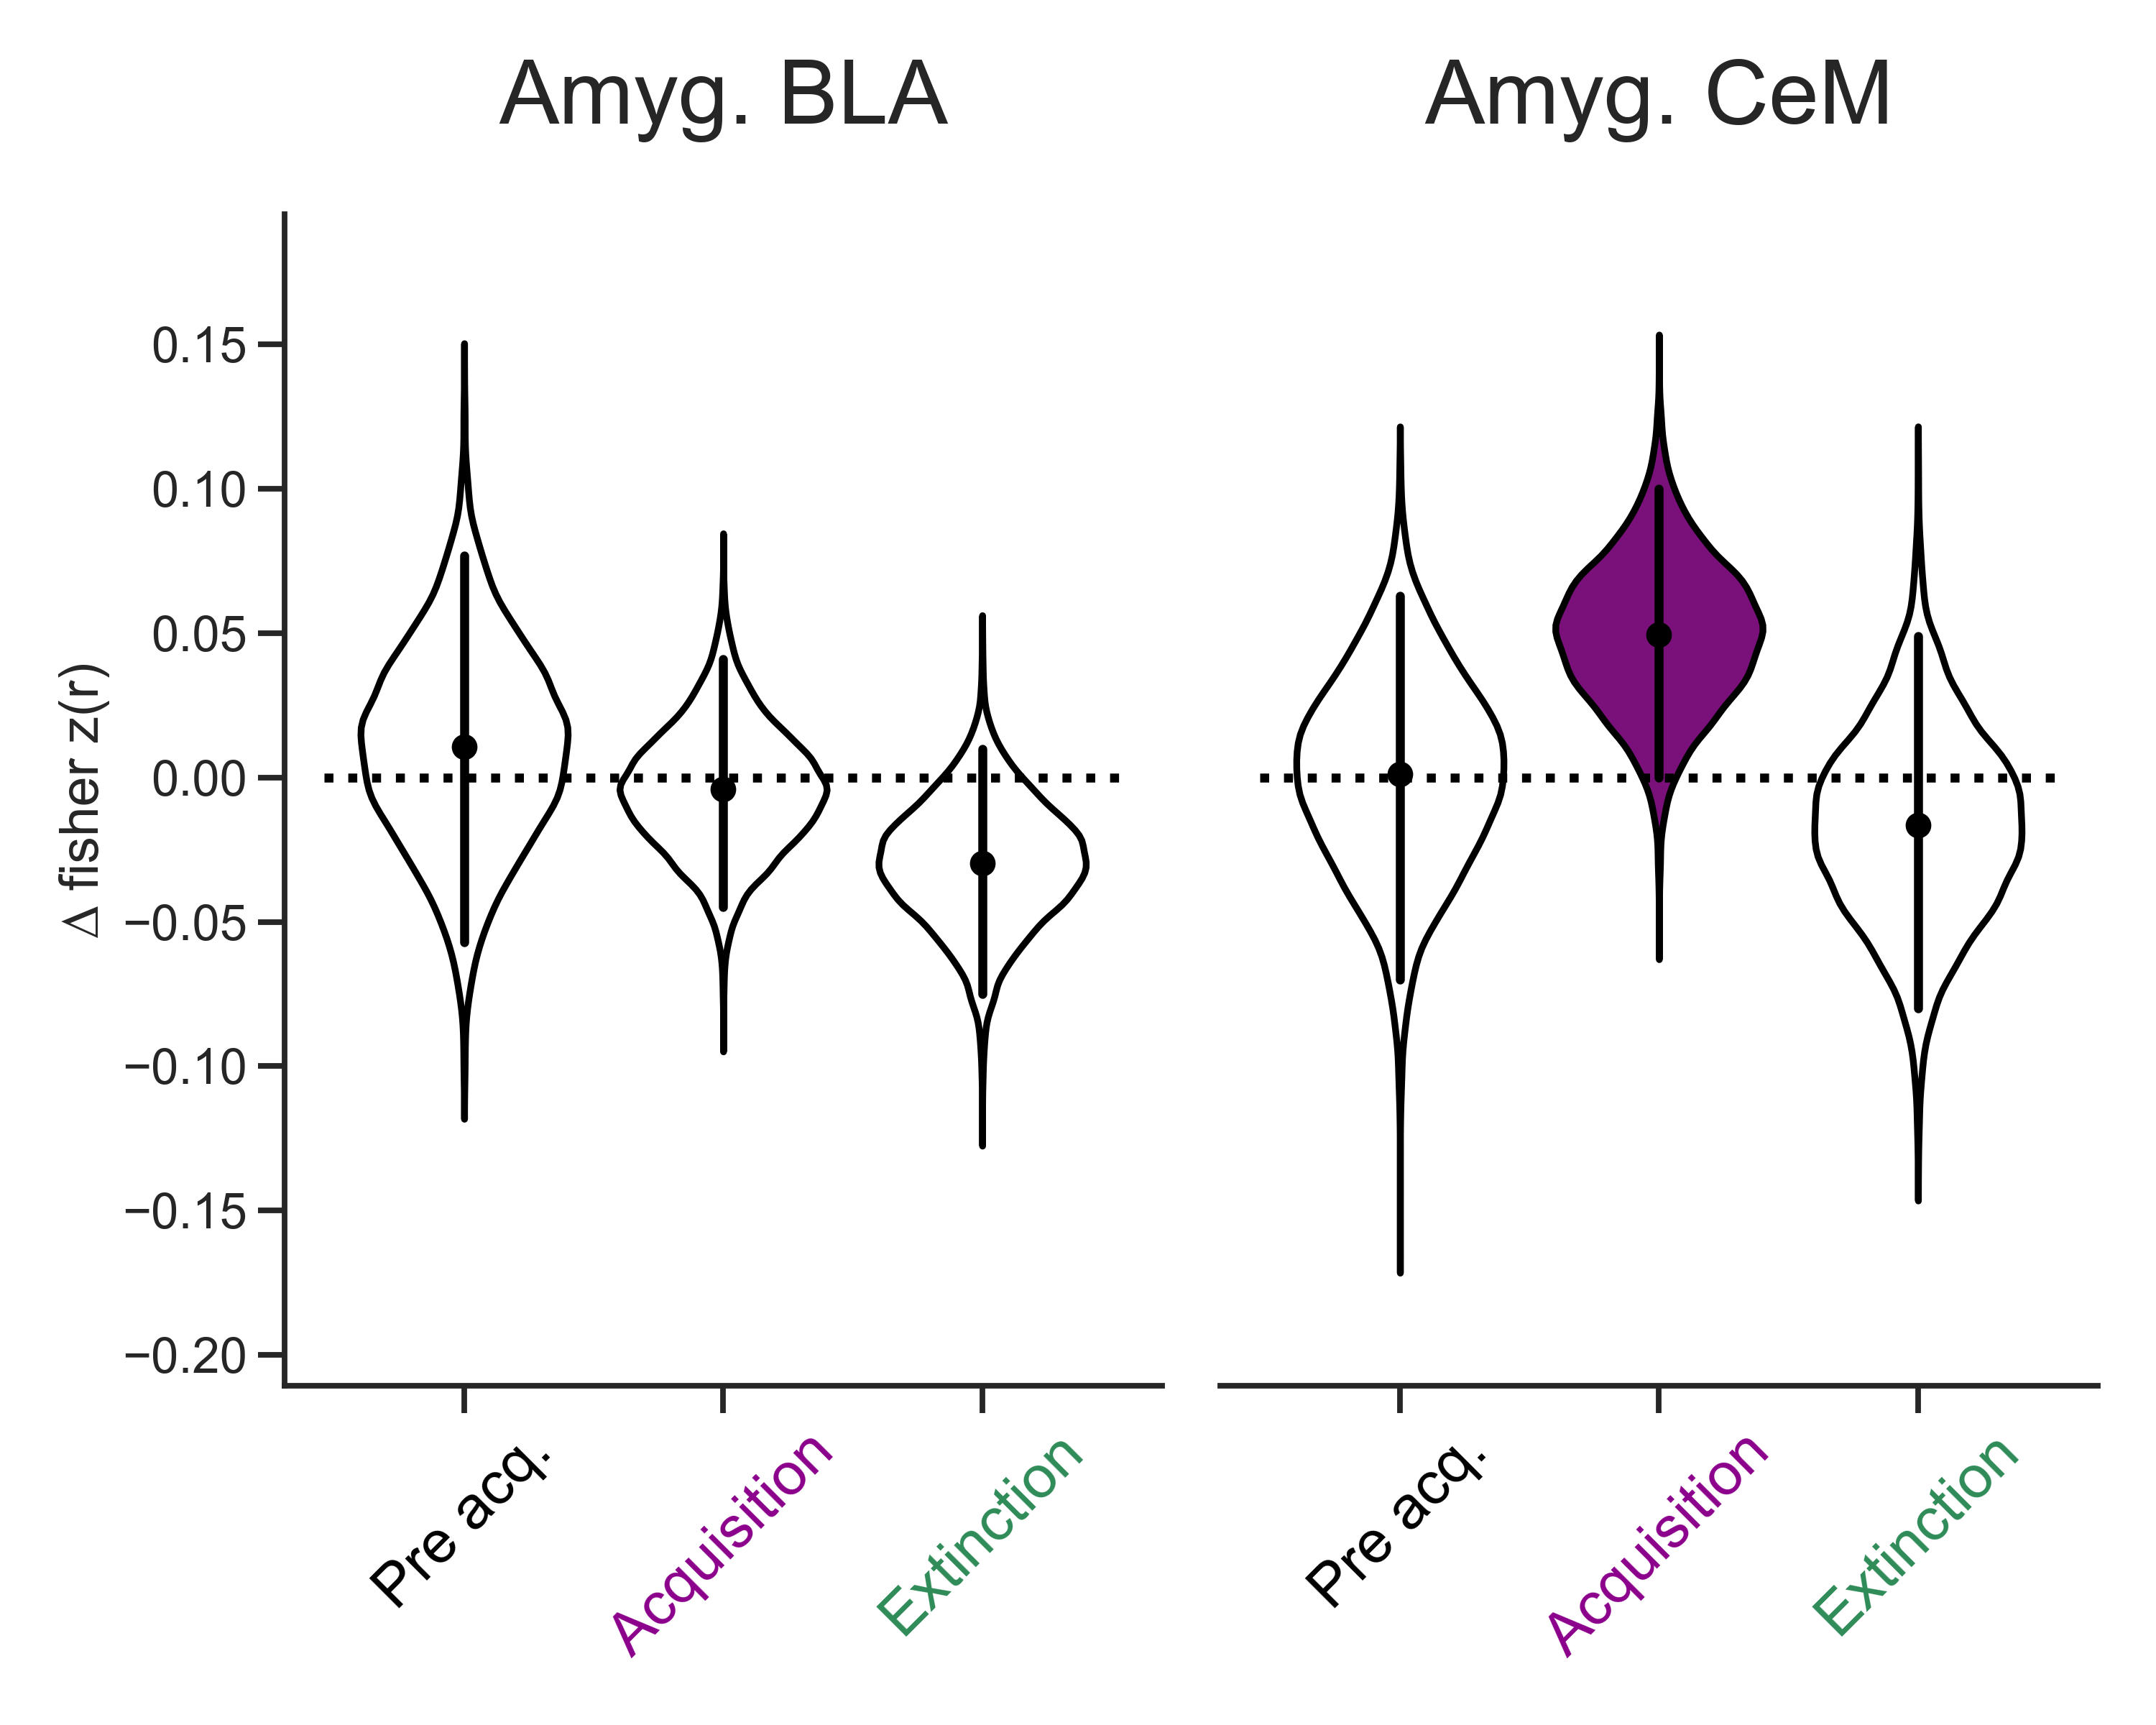 Amyg. BLA
Amyg. CeM
Δ fisher z(r)
0.15
0.10
0.05
0.00
−0.05
−0.10
−0.15
−0.20
Pre acq.
Acquisition
Extinction
Pre acq.
Acquisition
Extinction